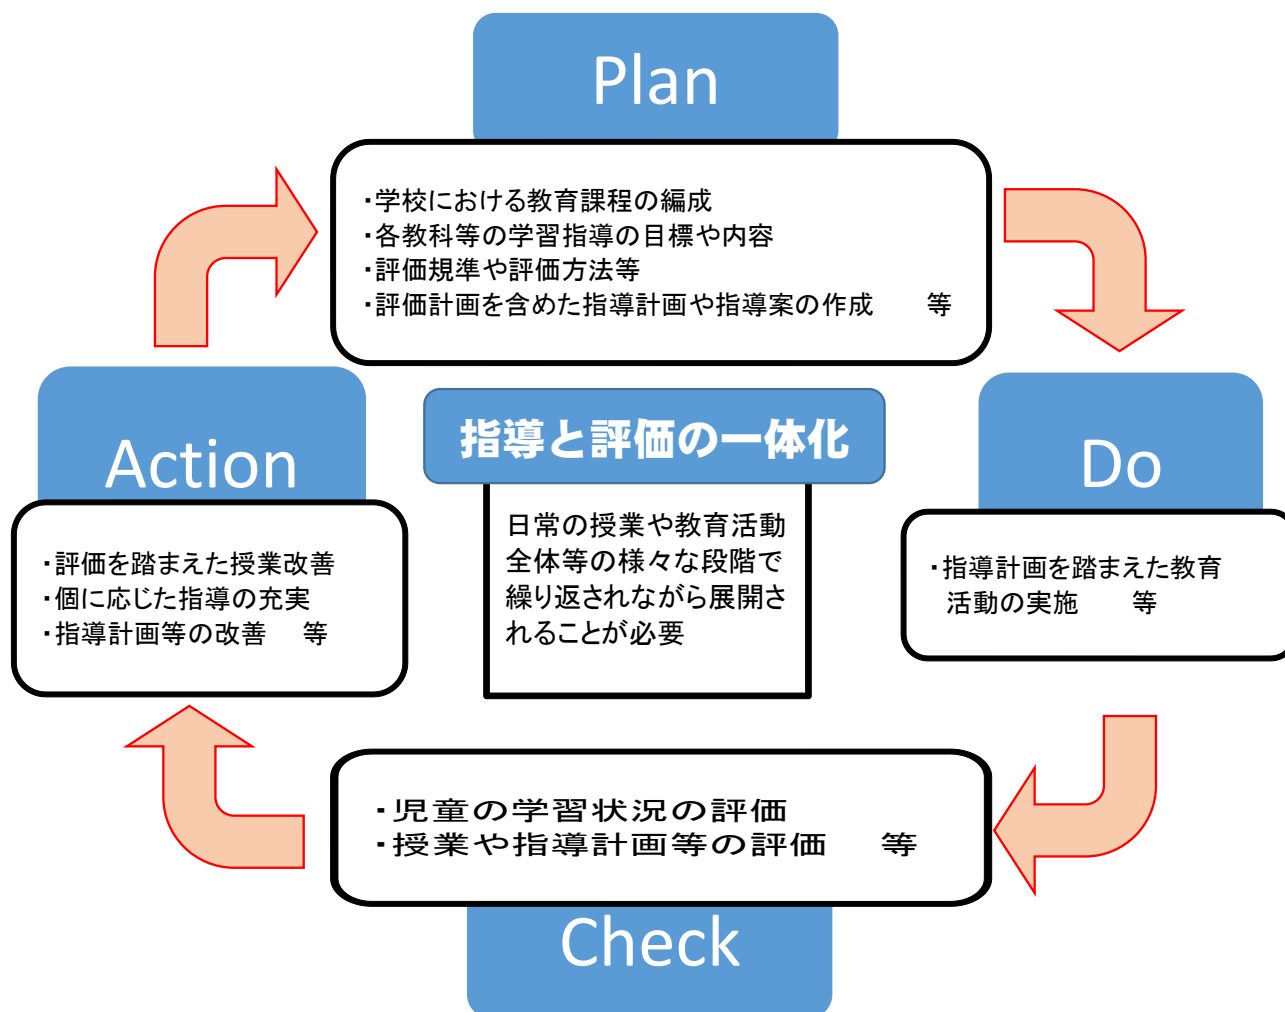 Plan
・学校における教育課程の編成
・各教科等の学習指導の目標や内容
・評価規準や評価方法等
・評価計画を含めた指導計画や指導案の作成　　等
Action
・評価を踏まえた授業改善
・個に応じた指導の充実
・指導計画等の改善　等
指導と評価の一体化
日常の授業や教育活動
全体等の様々な段階で
繰り返されながら展開さ
れることが必要
Do
・指導計画を踏まえた教育
活動の実施　　等
・児童の学習状況の評価
・授業や指導計画等の評価　等
Check